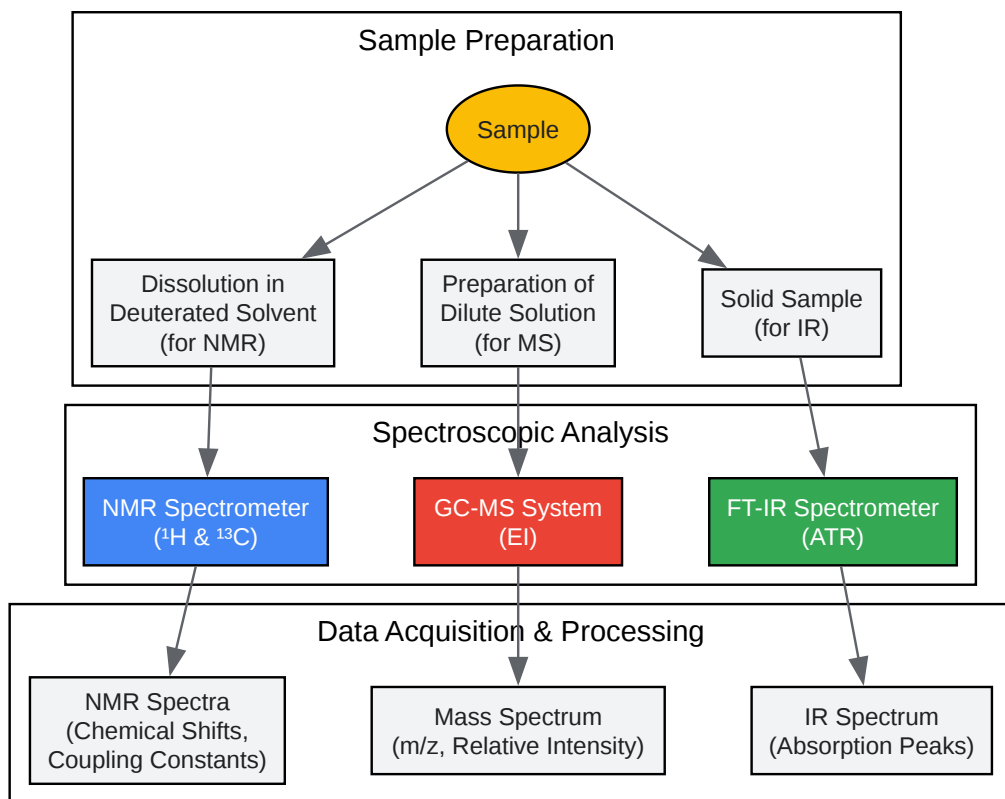 Sample Preparation
Sample
Dissolution in
Deuterated Solvent
(for NMR)
Preparation of
Dilute Solution
(for MS)
Solid Sample
(for IR)
Spectroscopic Analysis
NMR Spectrometer
(¹H & ¹³C)
GC-MS System
(EI)
FT-IR Spectrometer
(ATR)
Data Acquisition & Processing
NMR Spectra
(Chemical Shifts,
Coupling Constants)
Mass Spectrum
(m/z, Relative Intensity)
IR Spectrum
(Absorption Peaks)